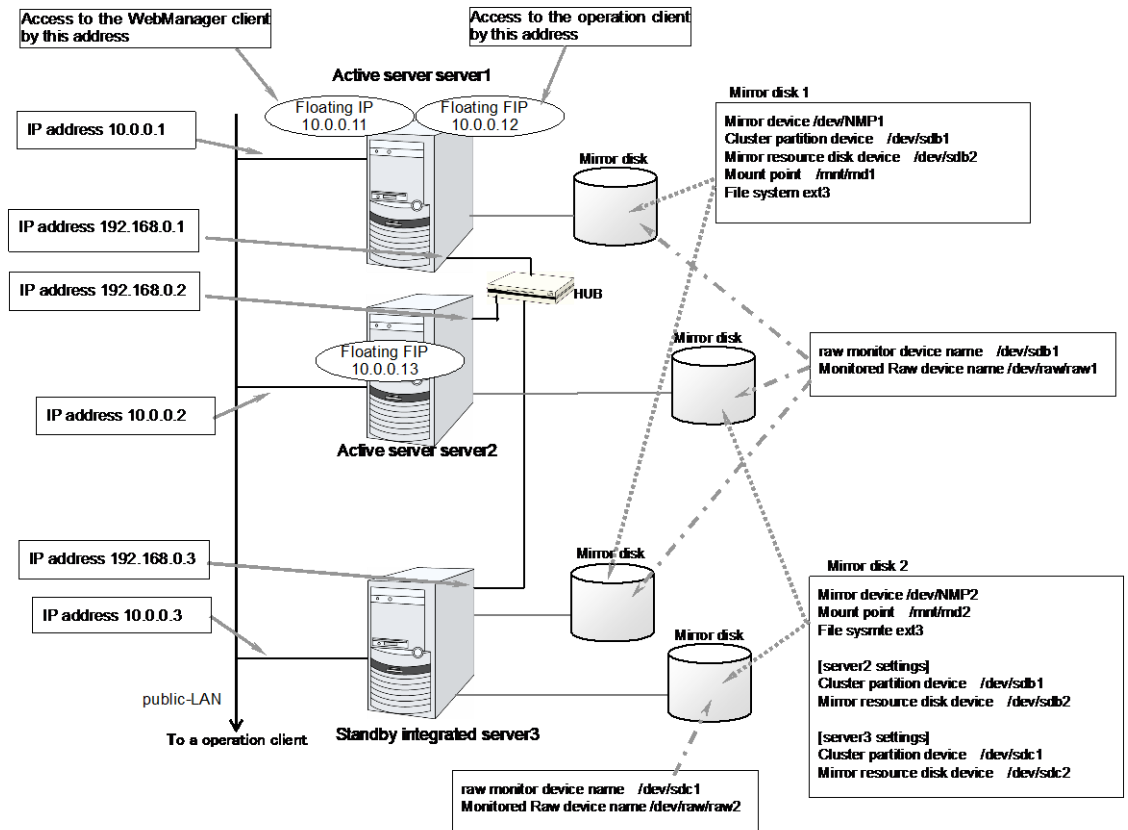 Access to the WebManager client
by this address
Access to the operation client
by this address
Active server server1
Floating IP
10.0.0.11
Floating FIP
10.0.0.12
IP address 10.0.0.1
Mirror disk
Mirror disk 1
Mirror device /dev/NMP1
Cluster partition device /dev/sdb1
Mirror resource disk device /dev/sdb2
Mount point /mnt/md1
File system ext3
IP address 192.168.0.1
IP address 192.168.0.2
HUB
Floating FIP
10.0.0.13
Mirror disk
raw monitor device name /dev/sdb1
Monitored Raw device name /dev/raw/raw1
IP address 10.0.0.2
Active server server2
IP address 192.168.0.3
Mirror disk
IP address 10.0.0.3
Mirror disk
Mirror disk 2
Mirror device /dev/NMP2
Mount point /mnt/md2
File sysmte ext3
[server2 settings]
Cluster partition device /dev/sdb1
Mirror resource disk device /dev/sdb2
[server3 settings]
Cluster partition device /dev/sdc1
Mirror resource disk device /dev/sdc2
public-LAN
To a operation client
Standby integrated server3
raw monitor device name /dev/sdc1
Monitored Raw device name /dev/raw/raw2